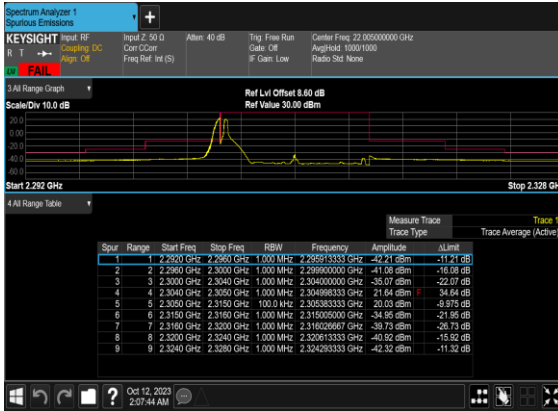 Spectrum Analyzer 1
Spurious Emissions
+
KEYSIGHT Input: RF Input Z: 50 Ω Atten: 40 dB Trig: Free Run Center Freq: 22.005000000 GHz
R T Coupling: DC Corr CCorr Gate: Off Avg|Hold: 1000/1000
Align: Off Freq Ref: Int (S) IF Gain: Low Radio Std: None
FAIL
3 All Range Graph
Ref Lvl Offset 8.60 dB
Scale/Div 10.0 dB Ref Value 30.00 dBm
20.0
0.00
-20.0
-40.0
-60.0
Start 2.292 GHz Stop 2.328 GH
4 All Range Table
Measure Trace Trace 1
Trace Type Trace Average (Active)
Spur Range Start Freq Stop Freq RBW Frequency Amplitude ΔLimit
1 1 2.2920 GHz 2.2960 GHz 1.000 MHz 2.295913333 GHz -42.21 dBm -11.21 dB
2 2 2.2960 GHz 2.3000 GHz 1.000 MHz 2.299900000 GHz -41.08 dBm -16.08 dB
3 3 2.3000 GHz 2.3040 GHz 1.000 MHz 2.304000000 GHz -35.07 dBm -22.07 dB
4 4 2.3040 GHz 2.3050 GHz 1.000 MHz 2.304998333 GHz 21.64 dBm F 34.64 dB
5 5 2.3050 GHz 2.3150 GHz 100.0 kHz 2.305383333 GHz 20.03 dBm -9.975 dB
6 6 2.3150 GHz 2.3160 GHz 1.000 MHz 2.315005000 GHz -34.95 dBm -21.95 dB
7 7 2.3160 GHz 2.3200 GHz 1.000 MHz 2.316026667 GHz -39.73 dBm -26.73 dB
8 8 2.3200 GHz 2.3240 GHz 1.000 MHz 2.320613333 GHz -40.92 dBm -15.92 dB
9 9 2.3240 GHz 2.3280 GHz 1.000 MHz 2.324293333 GHz -42.32 dBm -11.32 dB
? Oct 12, 2023
2:07:44 AM